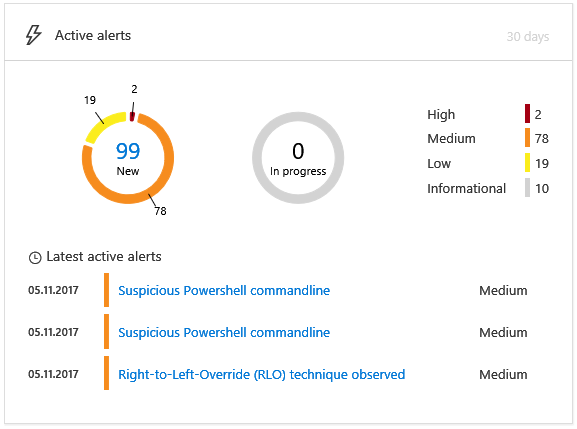 Active alerts
30 days
2
19
99
New
78
0
In progress
High 2
Medium 78
Low 19
Informational 10
Latest active alerts
05.11.2017 Suspicious Powershell commandline Medium
05.11.2017 Suspicious Powershell commandline Medium
05.11.2017 Right-to-Left-Override (RLO) technique observed Medium